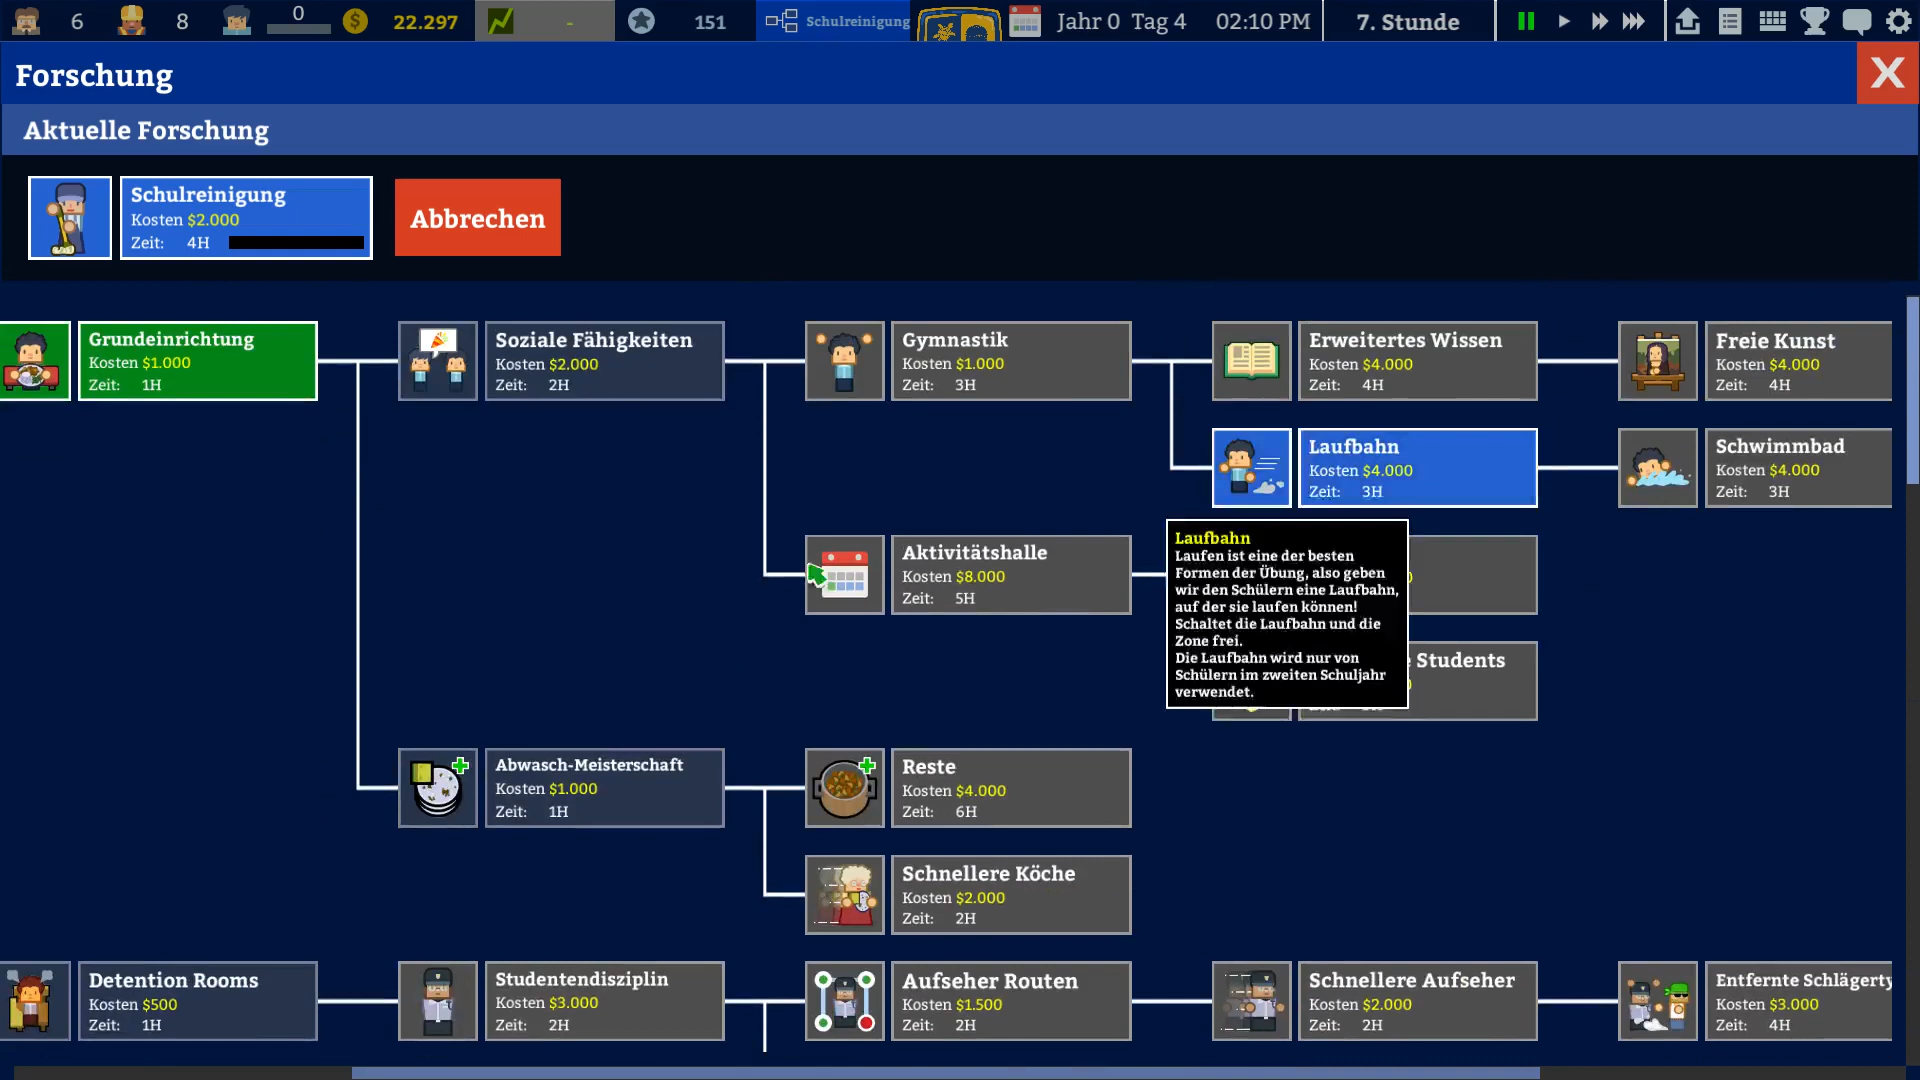 6 8 0 22.297 - 151 Schulreinigung Jahr 0 Tag 4 02:10 PM 7. Stunde
Forschung X
Aktuelle Forschung
Schulreinigung
Kosten $2.000
Zeit: 4H
Abbrechen
Grundeinrichtung
Kosten $1.000
Zeit: 1H
Soziale Fähigkeiten
Kosten $2.000
Zeit: 2H
Gymnastik
Kosten $1.000
Zeit: 3H
Erweitertes Wissen
Kosten $4.000
Zeit: 4H
Freie Kunst
Kosten $4.000
Zeit: 4H
Laufbahn
Kosten $4.000
Zeit: 3H
Schwimmbad
Kosten $4.000
Zeit: 3H
Aktivitätshalle
Kosten $8.000
Zeit: 5H
Laufbahn
Laufen ist eine der besten
Formen der Übung, also geben
wir den Schülern eine Laufbahn,
auf der sie laufen können!
Schaltet die Laufbahn und die
Zone frei.
Die Laufbahn wird nur von
Schülern im zweiten Schuljahr
verwendet.
Students
Abwasch-Meisterschaft
Kosten $1.000
Zeit: 1H
Reste
Kosten $4.000
Zeit: 6H
Schnellere Köche
Kosten $2.000
Zeit: 2H
Detention Rooms
Kosten $500
Zeit: 1H
Studentendisziplin
Kosten $3.000
Zeit: 2H
Aufseher Routen
Kosten $1.500
Zeit: 2H
Schnellere Aufseher
Kosten $2.000
Zeit: 2H
Entfernte Schlägerty
Kosten $3.000
Zeit: 4H